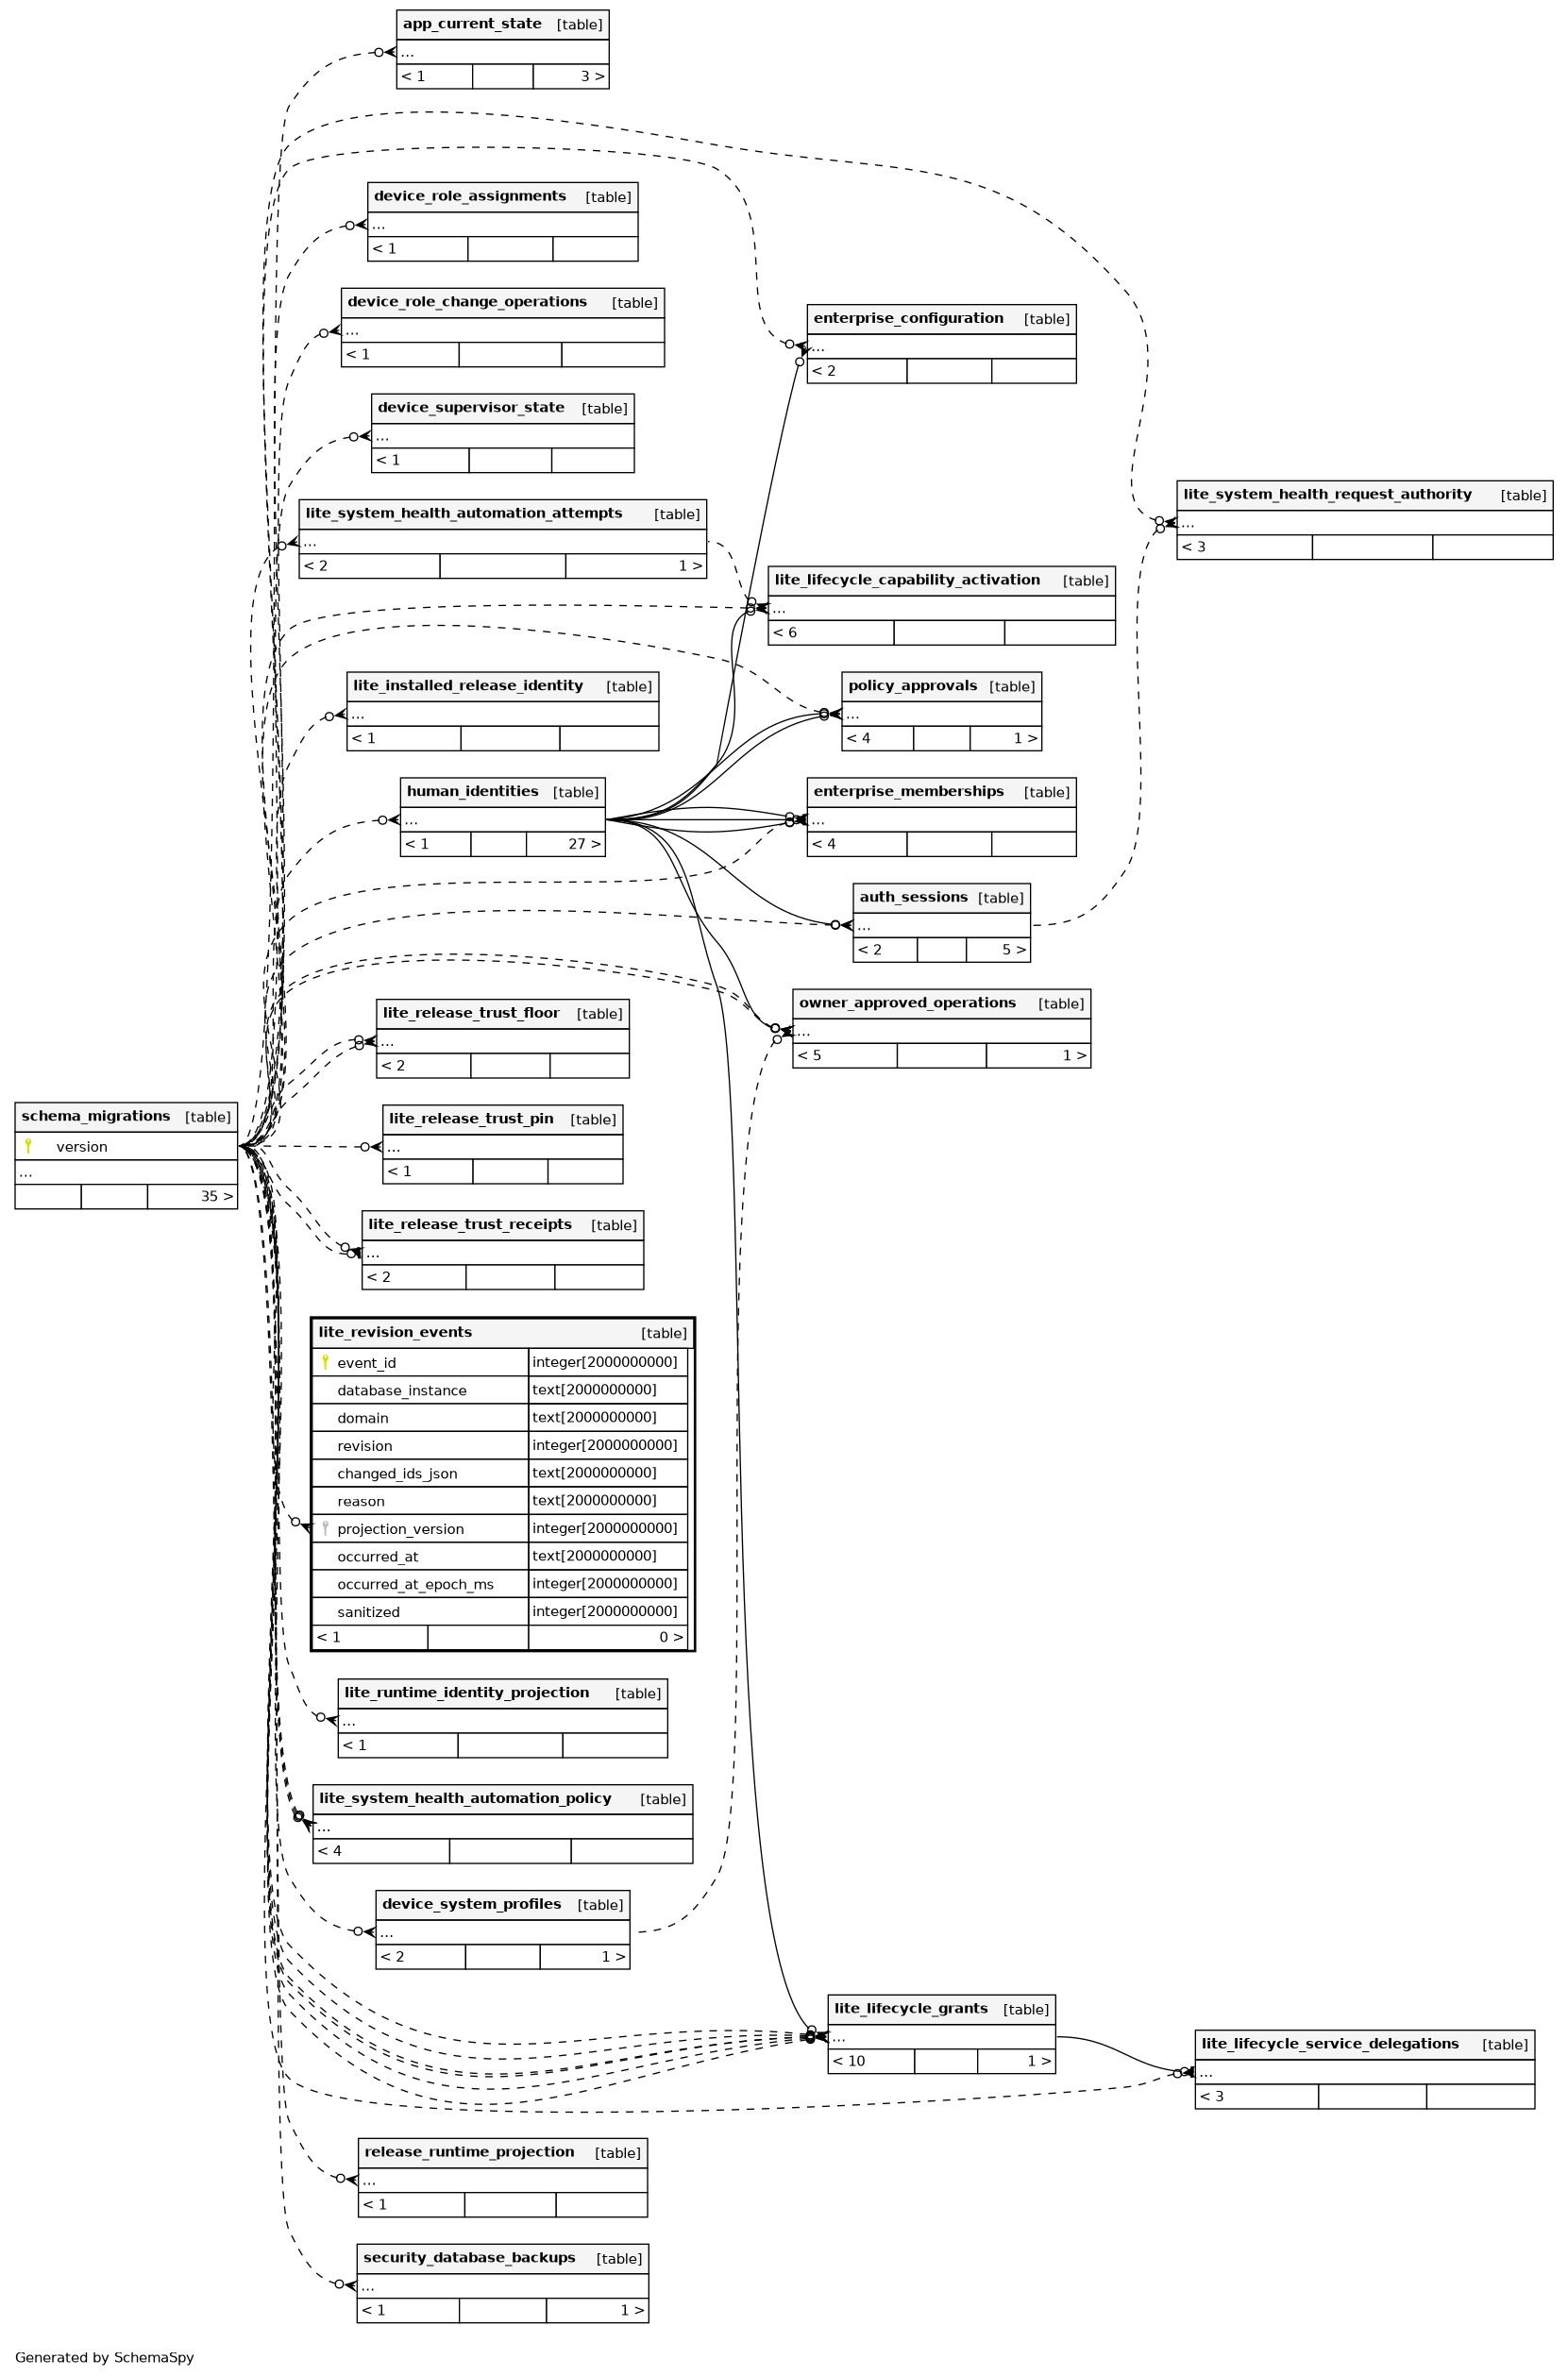 app_current_state [table]
...
< 1 3 >
device_role_assignments [table]
...
< 1
device_role_change_operations [table]
...
< 1
enterprise_configuration [table]
...
< 2
device_supervisor_state [table]
...
< 1
lite_system_health_request_authority [table]
...
< 3
lite_system_health_automation_attempts [table]
...
< 2 1 >
lite_lifecycle_capability_activation [table]
...
< 6
lite_installed_release_identity [table]
...
< 1
policy_approvals [table]
...
< 4 1 >
human_identities [table]
...
< 1 27 >
enterprise_memberships [table]
...
< 4
auth_sessions [table]
...
< 2 5 >
lite_release_trust_floor [table]
...
< 2
owner_approved_operations [table]
...
< 5 1 >
schema_migrations [table]
version
...
35 >
lite_release_trust_pin [table]
...
< 1
lite_release_trust_receipts [table]
...
< 2
lite_revision_events [table]
event_id integer[2000000000]
database_instance text[2000000000]
domain text[2000000000]
revision integer[2000000000]
changed_ids_json text[2000000000]
reason text[2000000000]
projection_version integer[2000000000]
occurred_at text[2000000000]
occurred_at_epoch_ms integer[2000000000]
sanitized integer[2000000000]
< 1 0 >
lite_runtime_identity_projection [table]
...
< 1
lite_system_health_automation_policy [table]
...
< 4
device_system_profiles [table]
...
< 2 1 >
lite_lifecycle_grants [table]
...
< 10 1 >
lite_lifecycle_service_delegations [table]
...
< 3
release_runtime_projection [table]
...
< 1
security_database_backups [table]
...
< 1 1 >
Generated by SchemaSpy